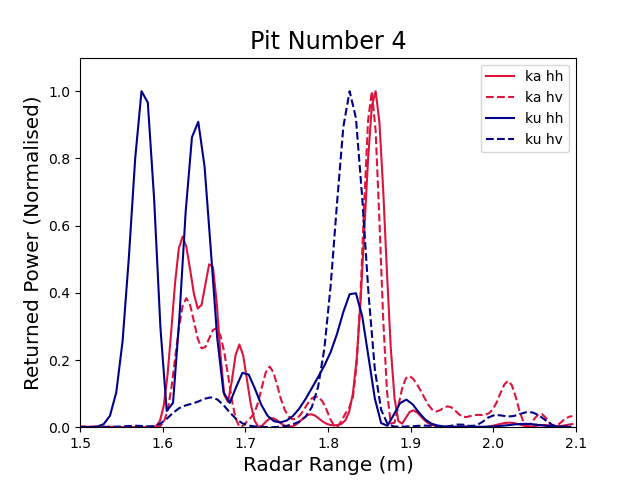 Pit Number 4
ka hh
ka hv
ku hh
ku hv
Returned Power (Normalised)
1.0
0.8
0.6
0.4
0.2
0.0
1.5 1.6 1.7 1.8 1.9 2.0 2.1
Radar Range (m)